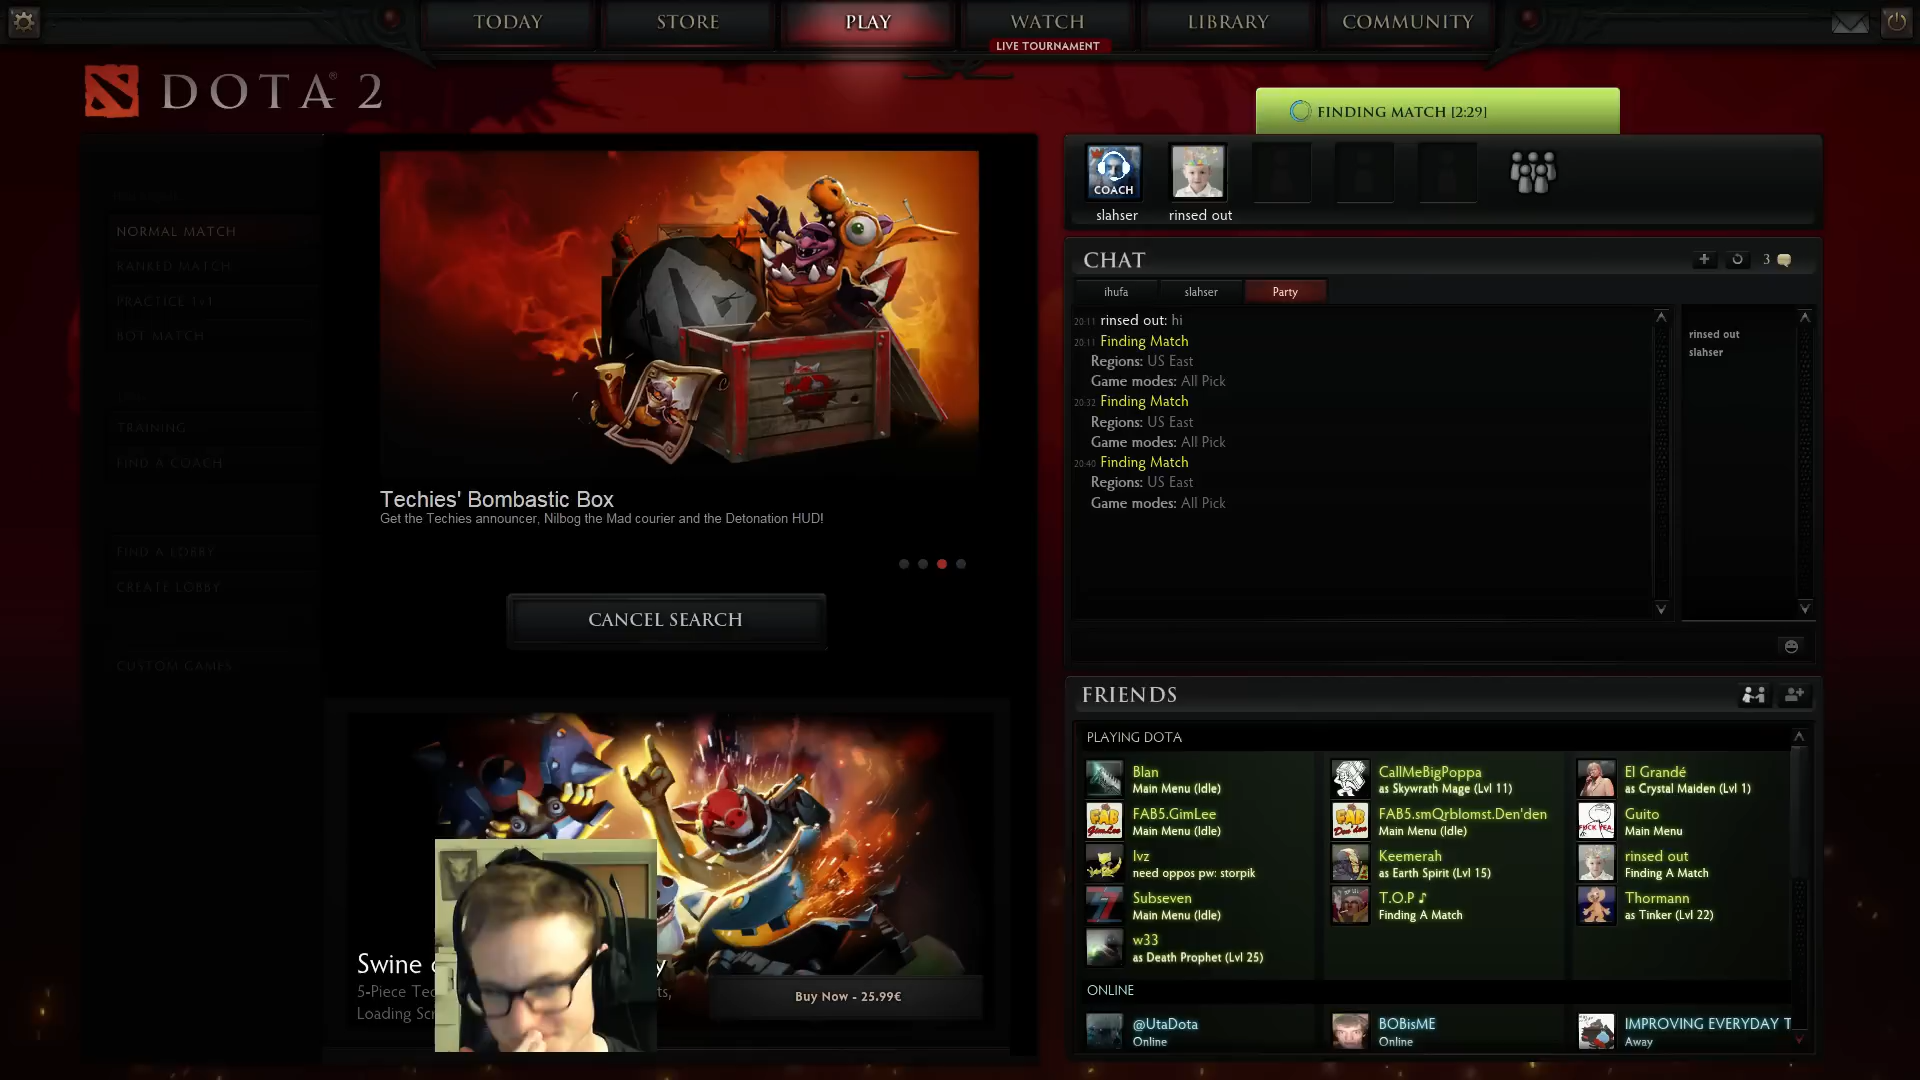 TODAY
STORE
PLAY
WATCH
LIVE TOURNAMENT
LIBRARY
COMMUNITY
DOTA® 2
FINDING MATCH [2:29]
COACH
slahser
rinsed out
NORMAL MATCH
RANKED MATCH
PRACTICE 1v1
BOT MATCH
TRAINING
FIND A COACH
FIND A LOBBY
CREATE LOBBY
CUSTOM GAMES
Techies' Bombastic Box
Get the Techies announcer, Nilbog the Mad courier and the Detonation HUD!
CANCEL SEARCH
Swine
5-Piece Tec
ts,
Loading Scr
Buy Now - 25.99€
CHAT
3
ihufa
slahser
Party
20:11 rinsed out: hi
20:11 Finding Match
Regions: US East
Game modes: All Pick
20:32 Finding Match
Regions: US East
Game modes: All Pick
20:40 Finding Match
Regions: US East
Game modes: All Pick
rinsed out
slahser
FRIENDS
PLAYING DOTA
Blan
Main Menu (Idle)
CallMeBigPoppa
as Skywrath Mage (Lvl 11)
El Grandé
as Crystal Maiden (Lvl 1)
FAB5.GimLee
Main Menu (Idle)
FAB5.smQrblomst.Den'den
Main Menu (Idle)
Guito
Main Menu
lvz
need oppos pw: storpik
Keemerah
as Earth Spirit (Lvl 15)
rinsed out
Finding A Match
Subseven
Main Menu (Idle)
T.O.P ♪
Finding A Match
Thormann
as Tinker (Lvl 22)
w33
as Death Prophet (Lvl 25)
ONLINE
@UtaDota
Online
BOBisME
Online
IMPROVING EVERYDAY T
Away